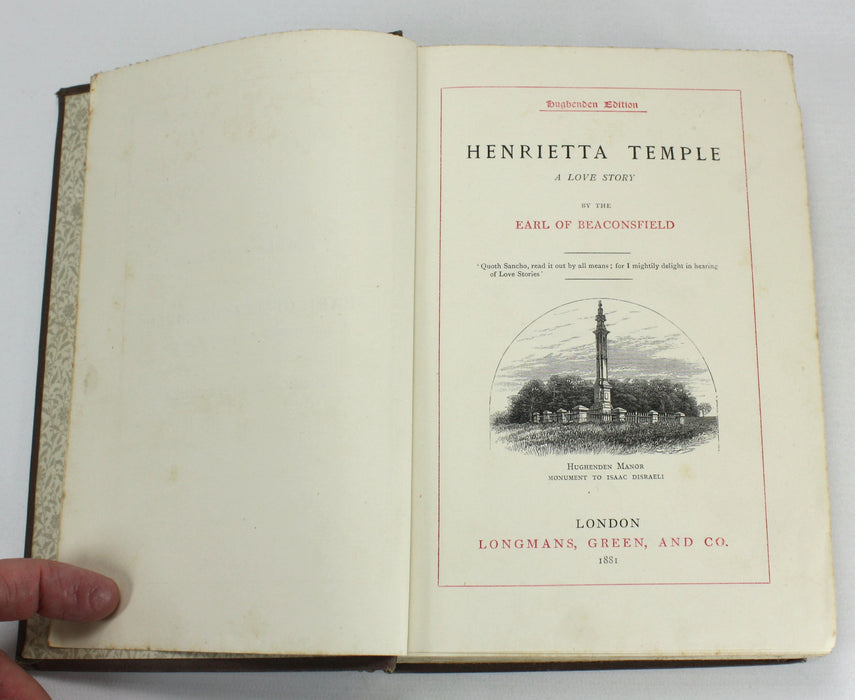 Hughenden Edition
HENRIETTA TEMPLE
A LOVE STORY
BY THE
EARL OF BEACONSFIELD
'Quoth Sancho, read it out by all means; for I mightily delight in hearing
of Love Stories'
HUGHENDEN MANOR
MONUMENT TO ISAAC DISRAELI
LONDON
LONGMANS, GREEN, AND CO.
1881